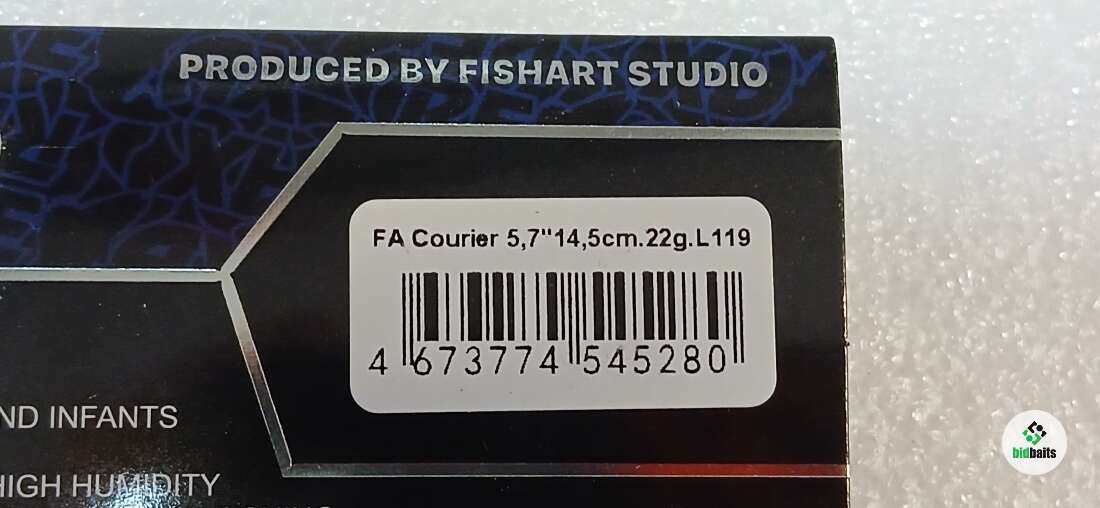 PRODUCED BY FISHART STUDIO
FA Courier 5,7"14,5cm.22g.L119
4 673774 545280
ND INFANTS
HIGH HUMIDITY
bidbaits